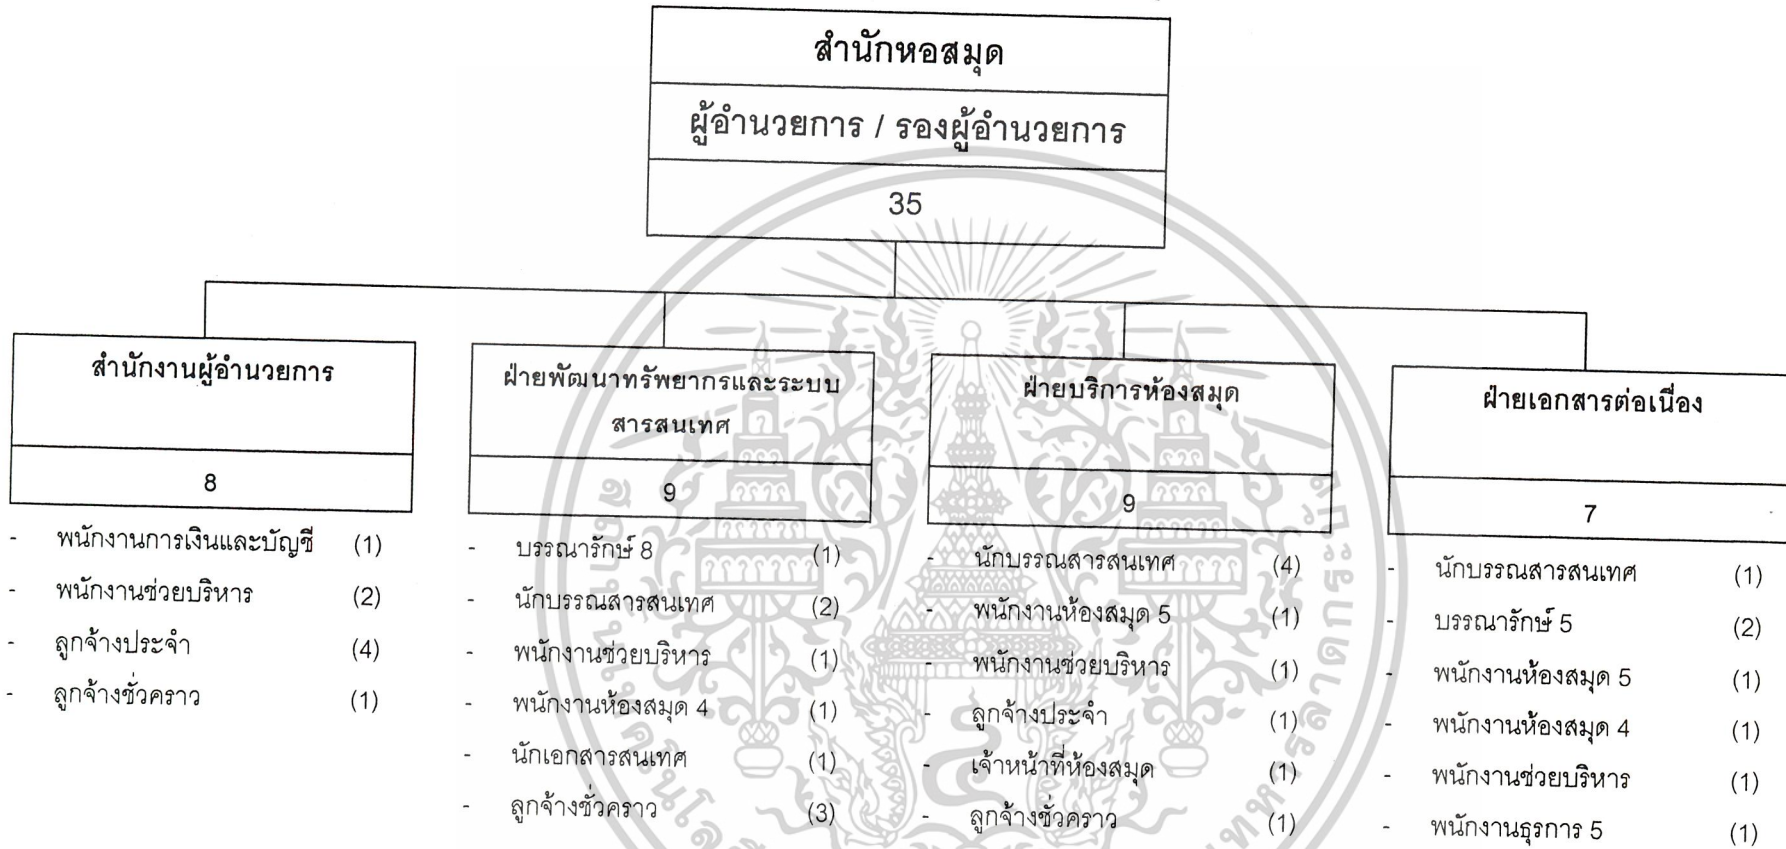 สำนักหอสมุด
ผู้อำนวยการ / รองผู้อำนวยการ
35
สำนักงานผู้อำนวยการ
8
- พนักงานการเงินและบัญชี (1)
- พนักงานช่วยบริหาร (2)
- ลูกจ้างประจำ (4)
- ลูกจ้างชั่วคราว (1)
ฝ่ายพัฒนาทรัพยากรและระบบ
สารสนเทศ
9
- บรรณารักษ์ 8 (1)
- นักบรรณสารสนเทศ (2)
- พนักงานช่วยบริหาร (1)
- พนักงานห้องสมุด 4 (1)
- นักเอกสารสนเทศ (1)
- ลูกจ้างชั่วคราว (3)
ฝ่ายบริการห้องสมุด
9
- นักบรรณสารสนเทศ (4)
- พนักงานห้องสมุด 5 (1)
- พนักงานช่วยบริหาร (1)
- ลูกจ้างประจำ (1)
- เจ้าหน้าที่ห้องสมุด (1)
- ลูกจ้างชั่วคราว (1)
ฝ่ายเอกสารต่อเนื่อง
7
- นักบรรณสารสนเทศ (1)
- บรรณารักษ์ 5 (2)
- พนักงานห้องสมุด 5 (1)
- พนักงานห้องสมุด 4 (1)
- พนักงานช่วยบริหาร (1)
- พนักงานธุรการ 5 (1)